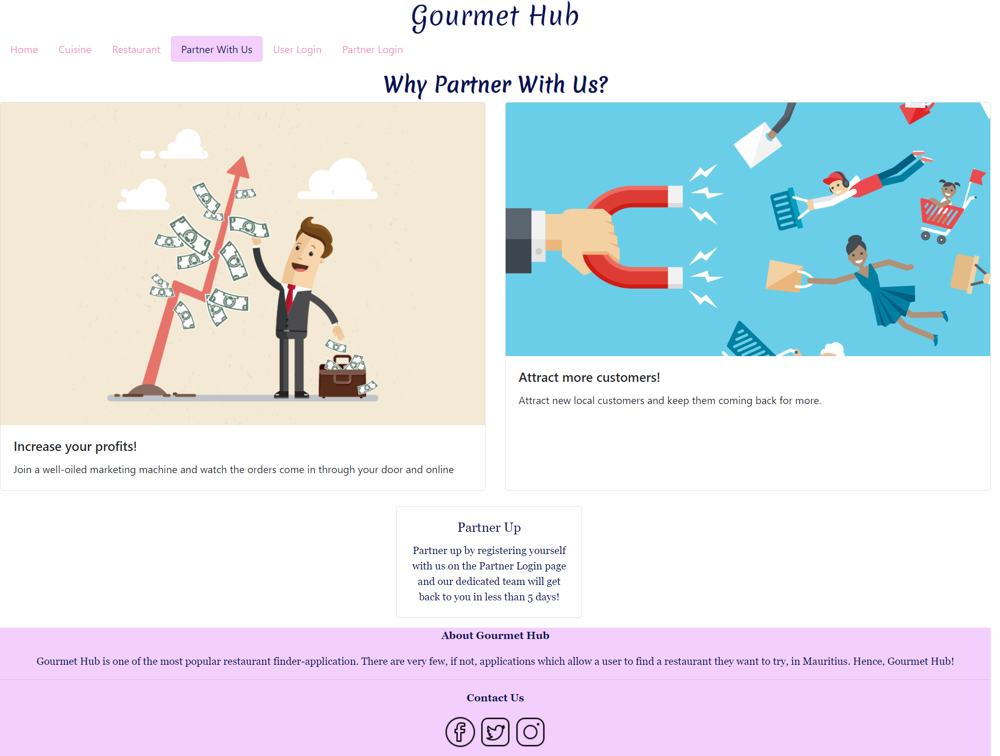 Gourmet Hub
Home Cuisine Restaurant Partner With Us User Login Partner Login
Why Partner With Us?
Increase your profits!
Join a well-oiled marketing machine and watch the orders come in through your door and online
Attract more customers!
Attract new local customers and keep them coming back for more.
Partner Up
Partner up by registering yourself
with us on the Partner Login page
and our dedicated team will get
back to you in less than 5 days!
About Gourmet Hub
Gourmet Hub is one of the most popular restaurant finder-application. There are very few, if not, applications which allow a user to find a restaurant they want to try, in Mauritius. Hence, Gourmet Hub!
Contact Us